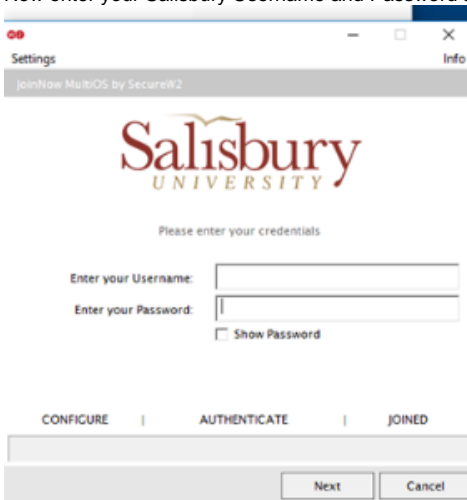 Now enter your Salisbury Username and Password
Settings Info
JoinNow MultiOS by SecureW2
Salisbury
UNIVERSITY
Please enter your credentials
Enter your Username:
Enter your Password:
Show Password
CONFIGURE | AUTHENTICATE | JOINED
Next Cancel